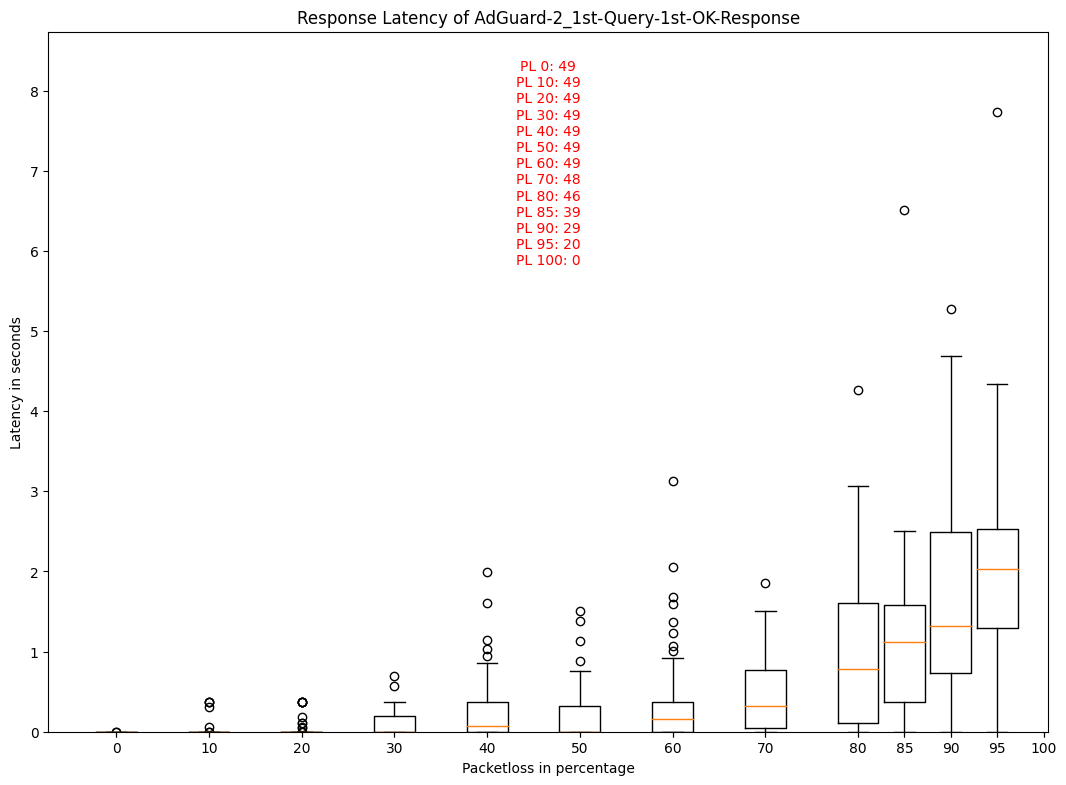 Response Latency of AdGuard-2_1st-Query-1st-OK-Response
PL 0: 49
PL 10: 49
PL 20: 49
PL 30: 49
PL 40: 49
PL 50: 49
PL 60: 49
PL 70: 48
PL 80: 46
PL 85: 39
PL 90: 29
PL 95: 20
PL 100: 0
8
7
6
5
4
3
2
1
0
Latency in seconds
0 10 20 30 40 50 60 70 80 85 90 95 100
Packetloss in percentage